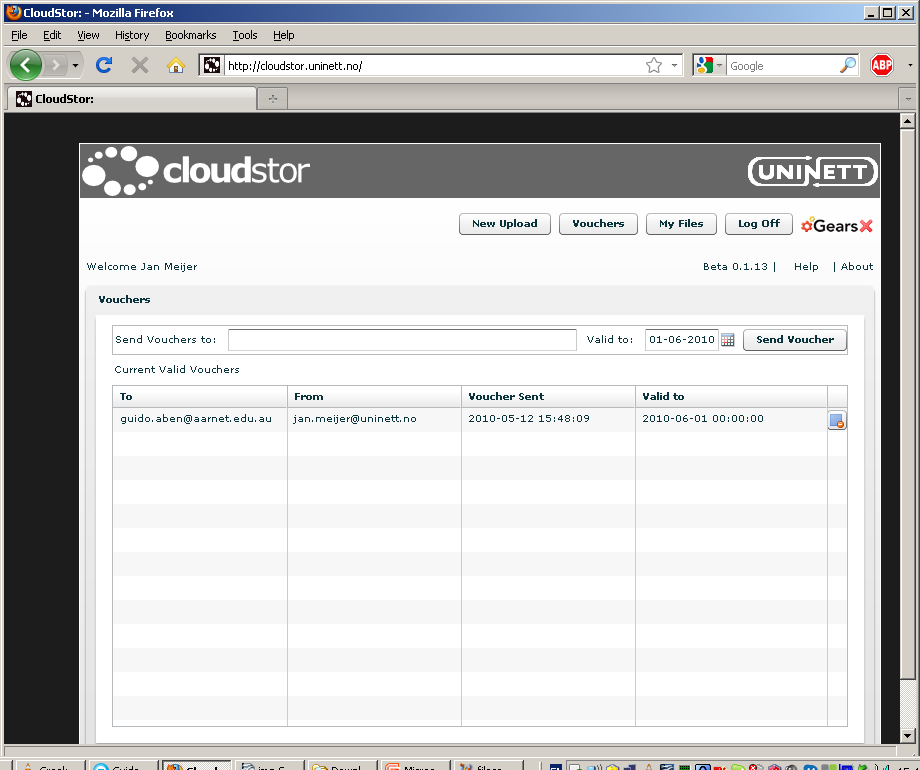 CloudStor: - Mozilla Firefox
File Edit View History Bookmarks Tools Help
http://cloudstor.uninett.no/ Google ABP
CloudStor:
cloudstor UNINETT
New Upload Vouchers My Files Log Off Gears
Welcome Jan Meijer Beta 0.1.13 | Help | About
Vouchers
Send Vouchers to: Valid to: 01-06-2010 Send Voucher
Current Valid Vouchers
To From Voucher Sent Valid to
guido.aben@aarnet.edu.au jan.meijer@uninett.no 2010-05-12 15:48:09 2010-06-01 00:00:00